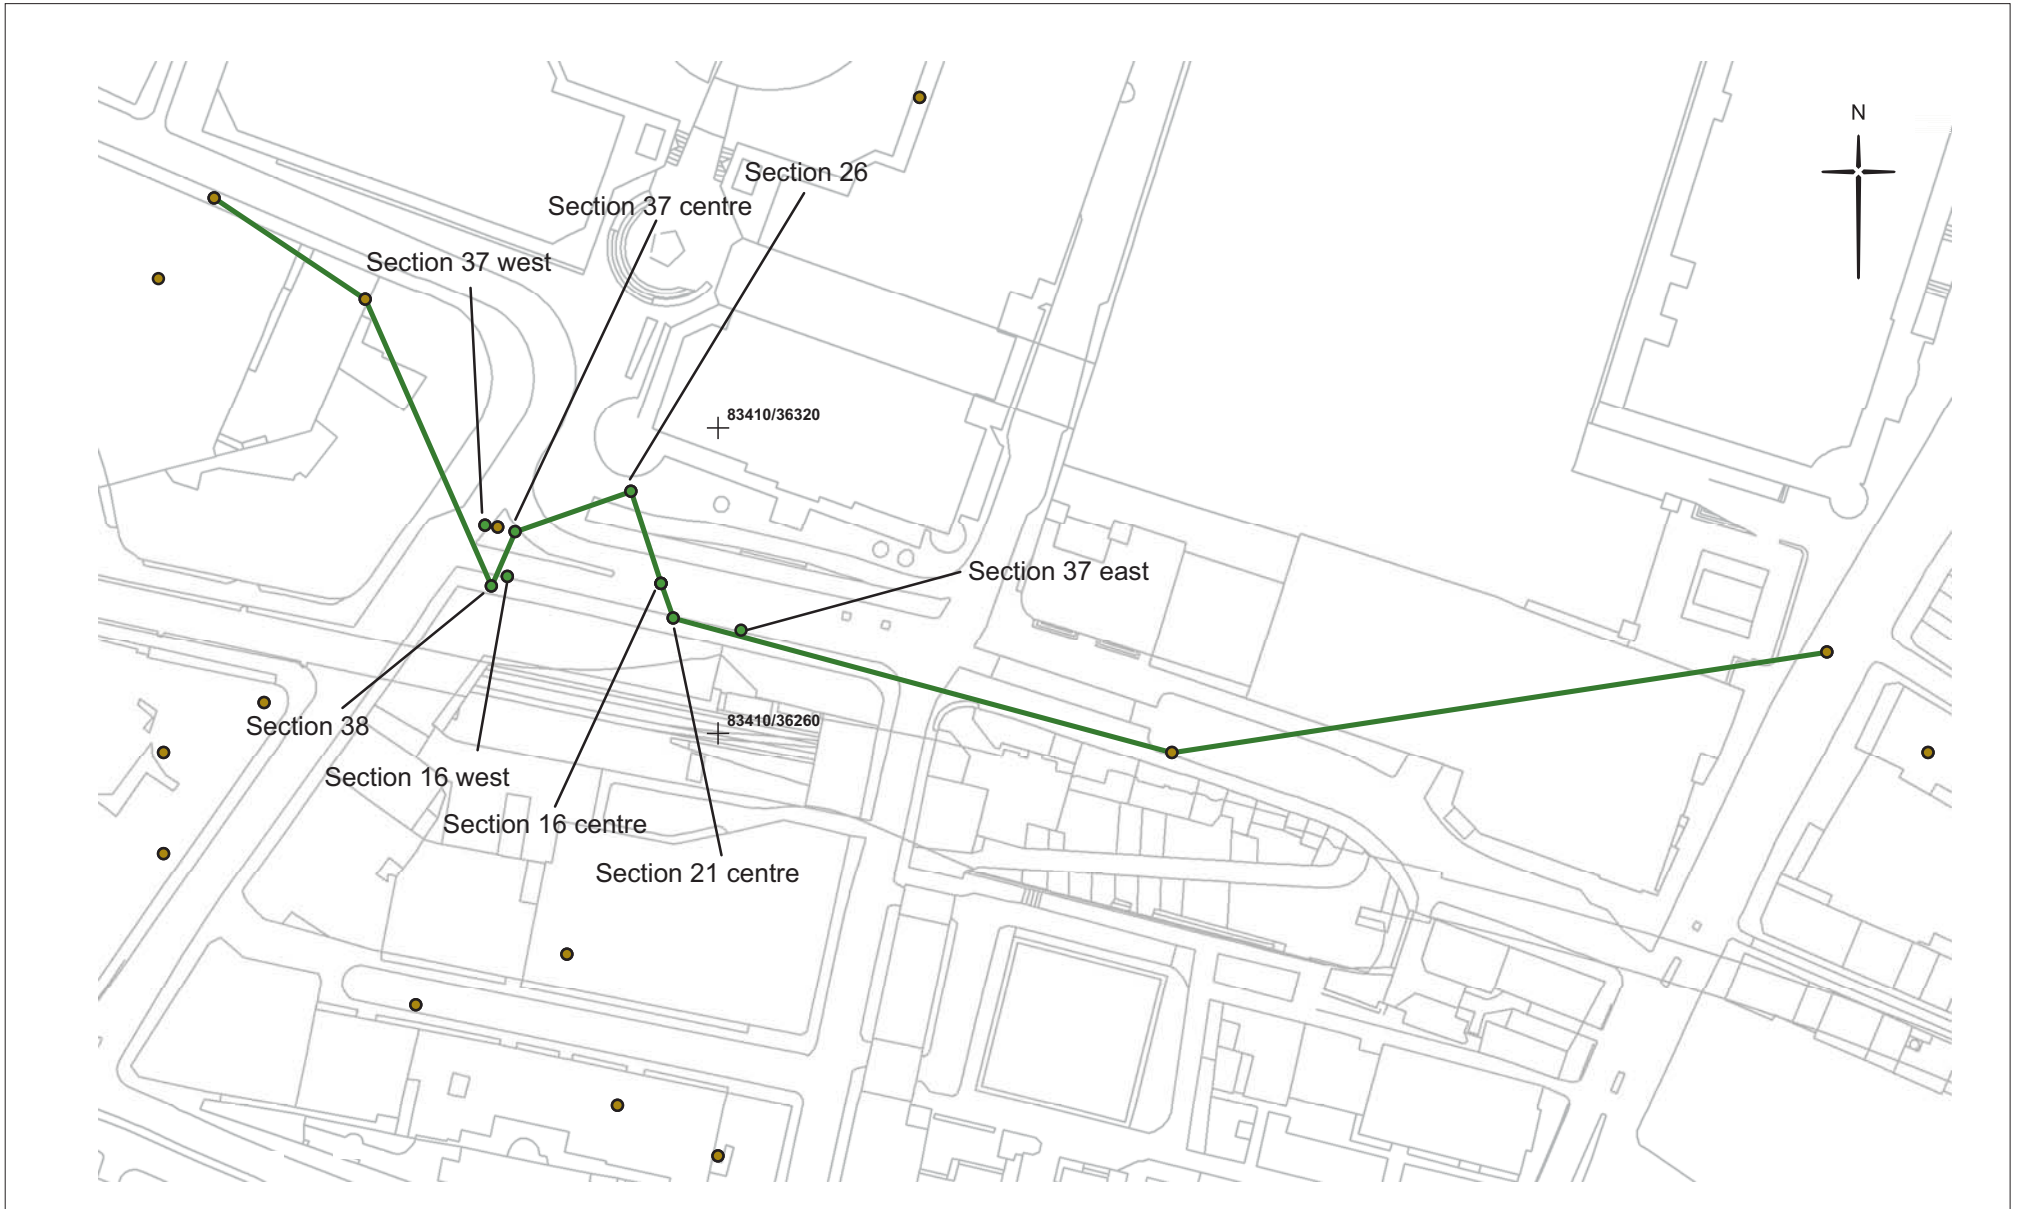 N
Section 26
Section 37 centre
Section 37 west
83410/36320
Section 37 east
83410/36260
Section 38
Section 16 west
Section 16 centre
Section 21 centre